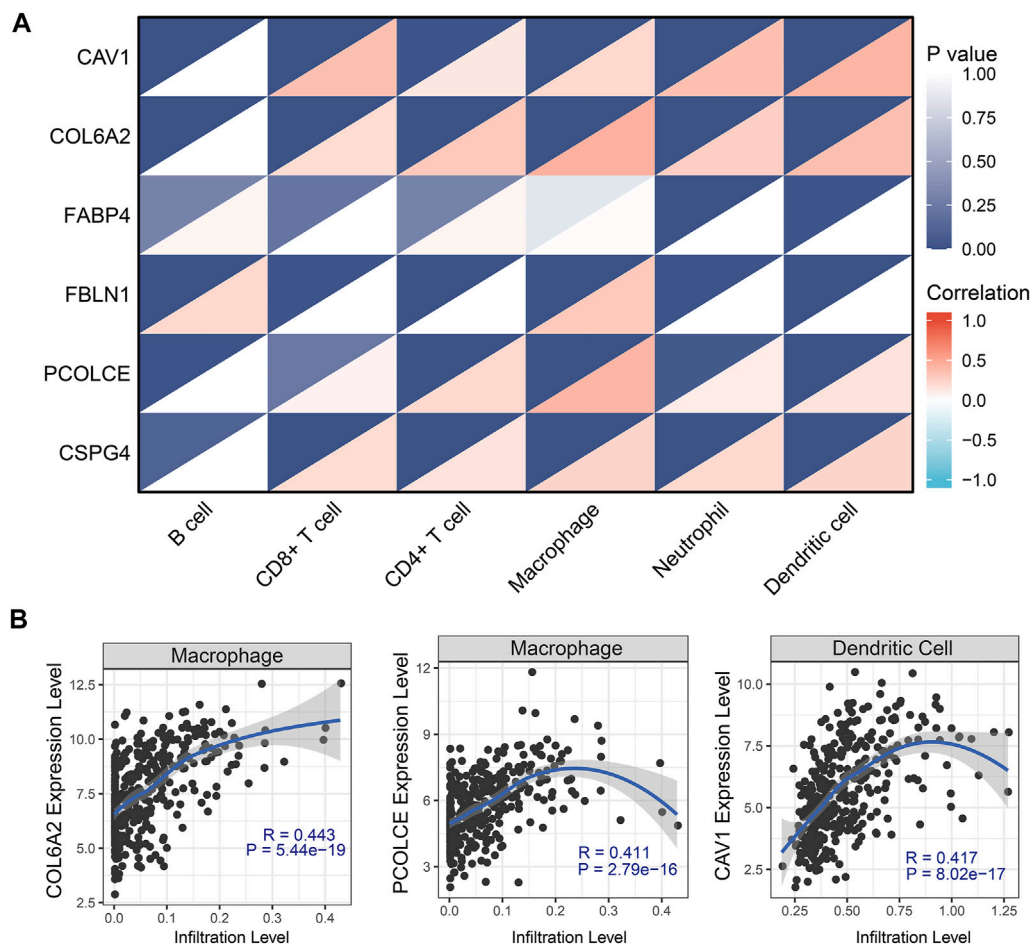 A
CAV1
COL6A2
FABP4
FBLN1
PCOLCE
CSPG4
B cell
CD8+ T cell
CD4+ T cell
Macrophage
Neutrophil
Dendritic cell
P value
1.00
0.75
0.50
0.25
0.00
Correlation
1.0
0.5
0.0
−0.5
−1.0
B
Macrophage
COL6A2 Expression Level
12.5
10.0
7.5
5.0
2.5
R = 0.443
P = 5.44e−19
0.0 0.1 0.2 0.3 0.4
Infiltration Level
Macrophage
PCOLCE Expression Level
12
9
6
3
R = 0.411
P = 2.79e−16
0.0 0.1 0.2 0.3 0.4
Infiltration Level
Dendritic Cell
CAV1 Expression Level
10.0
7.5
5.0
2.5
R = 0.417
P = 8.02e−17
0.25 0.50 0.75 1.00 1.25
Infiltration Level